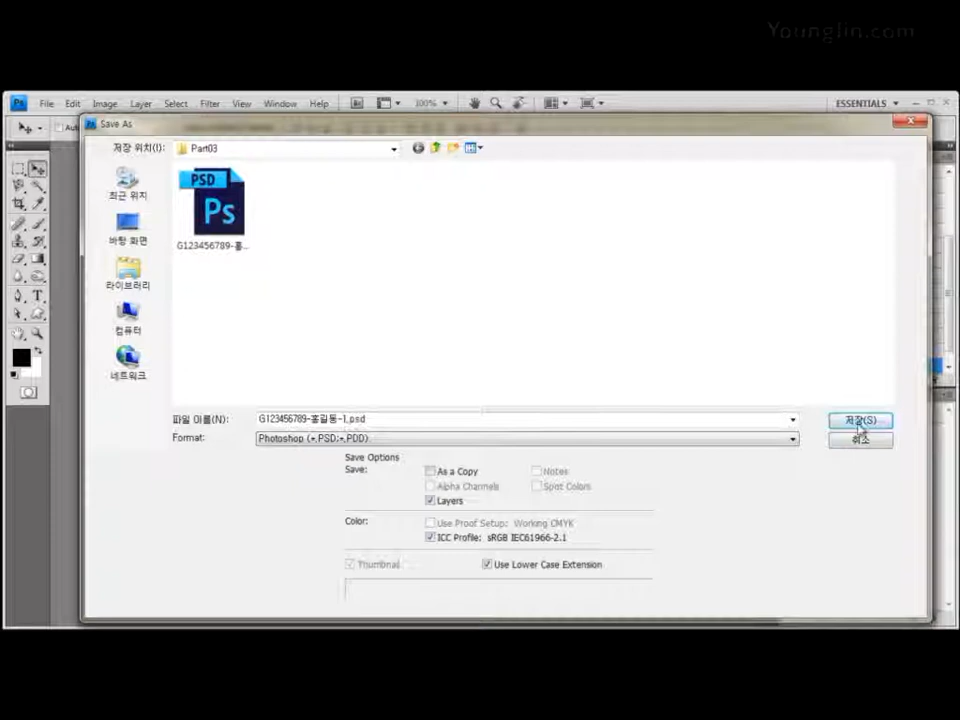 Younglin.com
Ps File Edit Image Layer Select Filter View Window Help Br 100% ESSENTIALS
Ps Save As
저장 위치(I): Part03
최근 위치
PSD
Ps
바탕 화면
G123456789-홍...
라이브러리
컴퓨터
네트워크
파일 이름(N): G123456789-홍길동-1.psd 저장(S)
Format: Photoshop (*.PSD;*.PDD) 취소
Save Options
Save: As a Copy Notes
Alpha Channels Spot Colors
Layers
Color: Use Proof Setup: Working CMYK
ICC Profile: sRGB IEC61966-2.1
Thumbnail Use Lower Case Extension